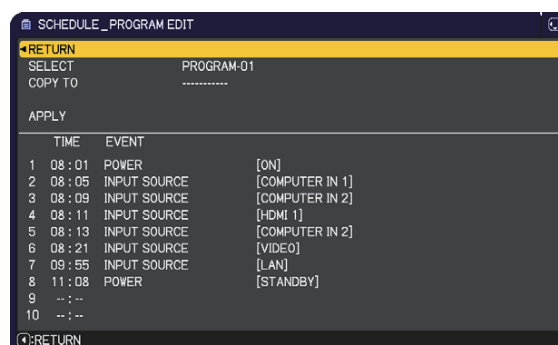 SCHEDULE_PROGRAM EDIT
◄RETURN
SELECT PROGRAM-01
COPY TO -----------
APPLY
TIME EVENT
1 08:01 POWER [ON]
2 08:05 INPUT SOURCE [COMPUTER IN 1]
3 08:09 INPUT SOURCE [COMPUTER IN 2]
4 08:11 INPUT SOURCE [HDMI 1]
5 08:13 INPUT SOURCE [COMPUTER IN 2]
6 08:21 INPUT SOURCE [VIDEO]
7 09:55 INPUT SOURCE [LAN]
8 11:08 POWER [STANDBY]
9 --:--
10 --:--
:RETURN